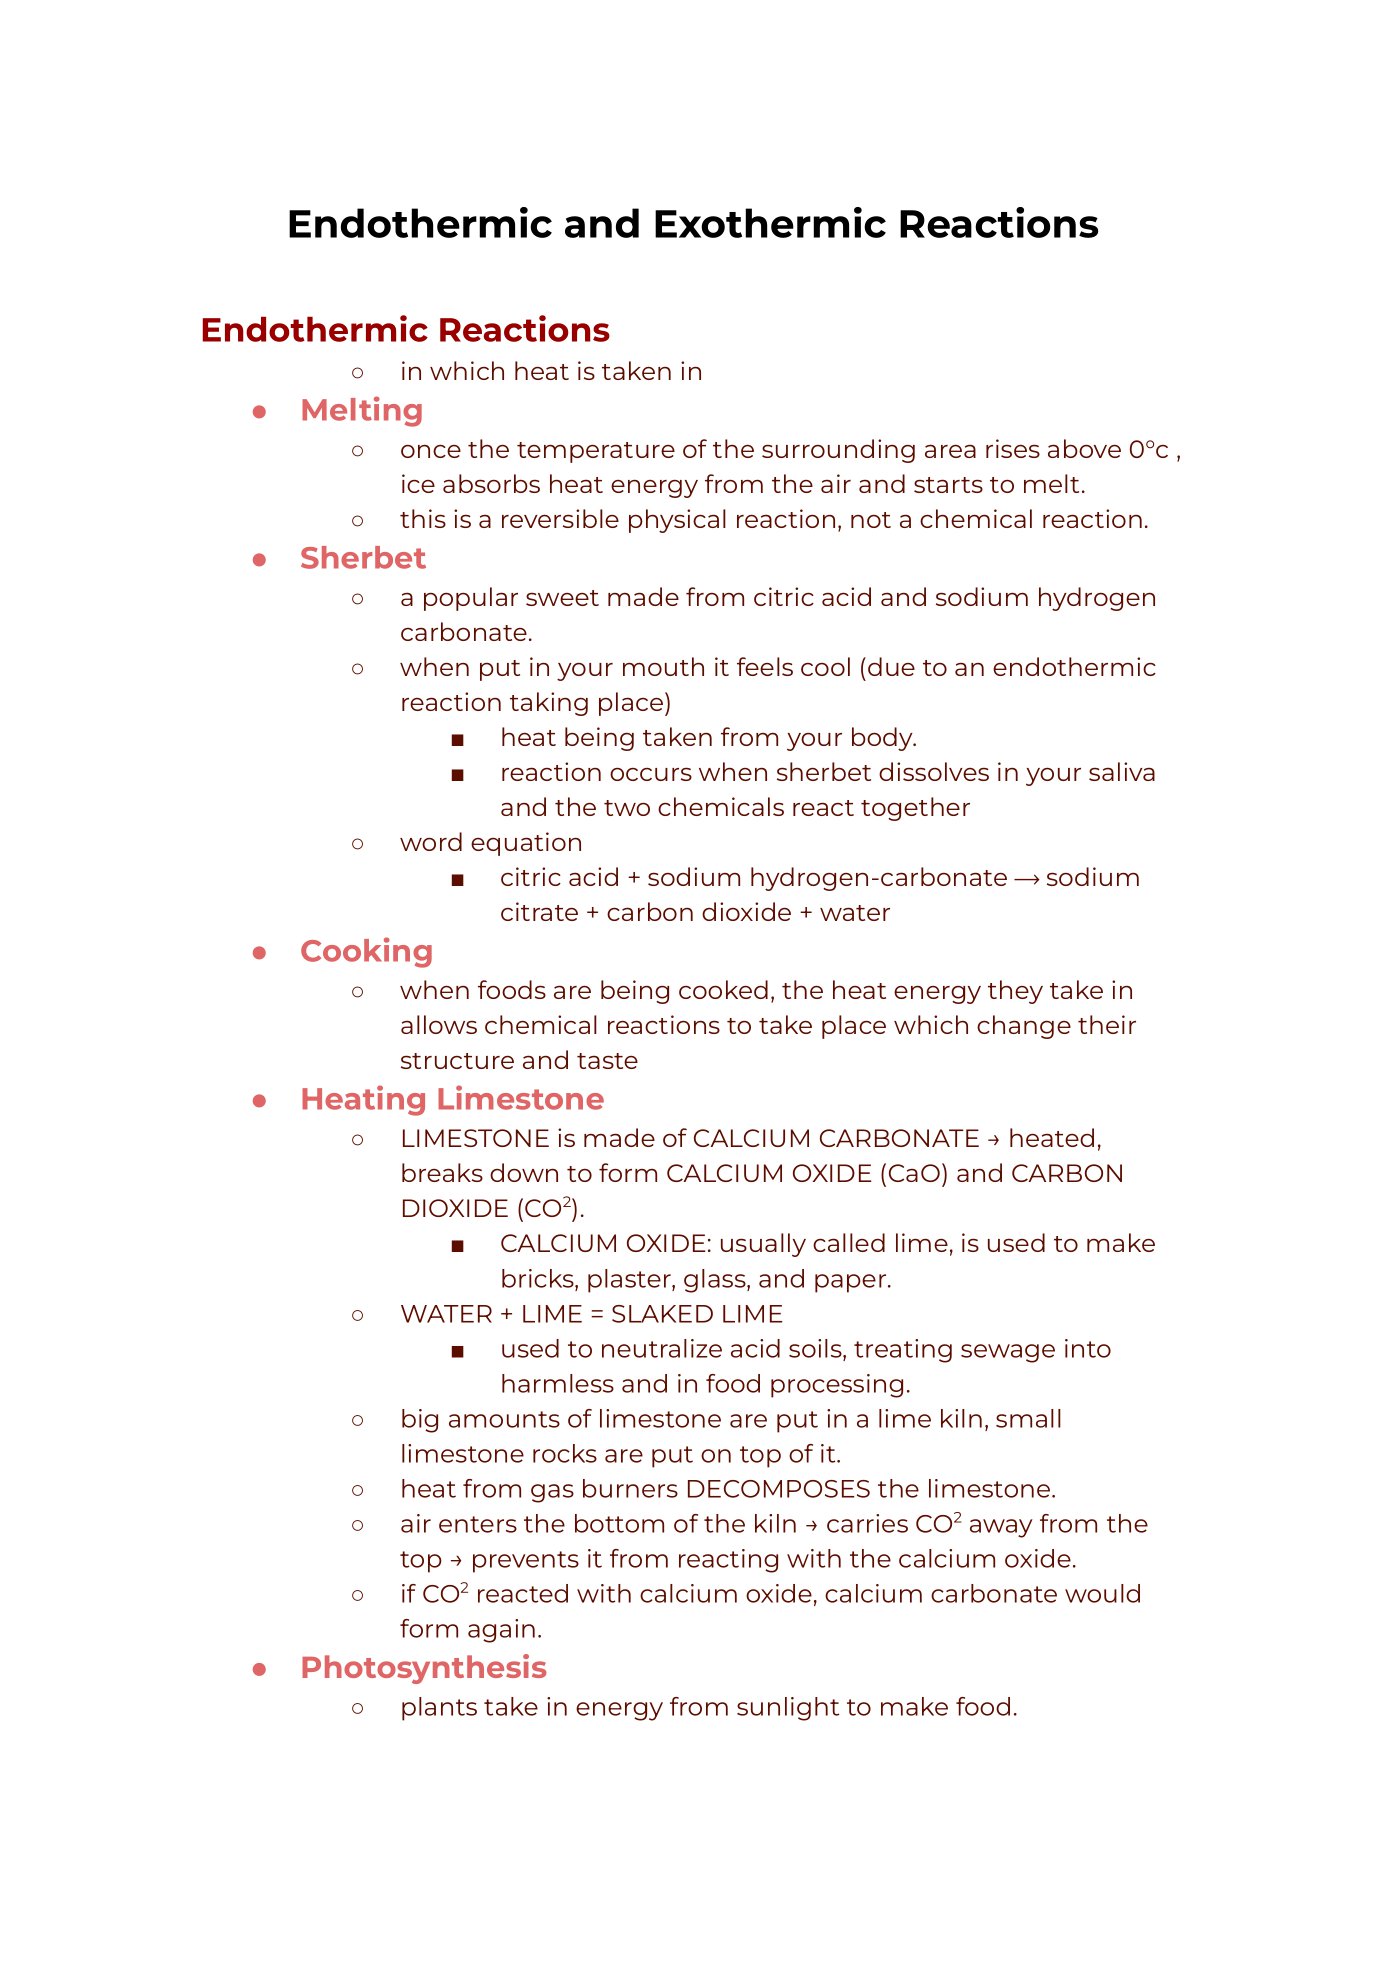 Endothermic and Exothermic Reactions
Endothermic Reactions
○ in which heat is taken in
● Melting
○ once the temperature of the surrounding area rises above 0°c ,
ice absorbs heat energy from the air and starts to melt.
○ this is a reversible physical reaction, not a chemical reaction.
● Sherbet
○ a popular sweet made from citric acid and sodium hydrogen
carbonate.
○ when put in your mouth it feels cool (due to an endothermic
reaction taking place)
■ heat being taken from your body.
■ reaction occurs when sherbet dissolves in your saliva
and the two chemicals react together
○ word equation
■ citric acid + sodium hydrogen-carbonate ⟶ sodium
citrate + carbon dioxide + water
● Cooking
○ when foods are being cooked, the heat energy they take in
allows chemical reactions to take place which change their
structure and taste
● Heating Limestone
○ LIMESTONE is made of CALCIUM CARBONATE → heated,
breaks down to form CALCIUM OXIDE (CaO) and CARBON
DIOXIDE (CO²).
■ CALCIUM OXIDE: usually called lime, is used to make
bricks, plaster, glass, and paper.
○ WATER + LIME = SLAKED LIME
■ used to neutralize acid soils, treating sewage into
harmless and in food processing.
○ big amounts of limestone are put in a lime kiln, small
limestone rocks are put on top of it.
○ heat from gas burners DECOMPOSES the limestone.
○ air enters the bottom of the kiln → carries CO² away from the
top → prevents it from reacting with the calcium oxide.
○ if CO² reacted with calcium oxide, calcium carbonate would
form again.
● Photosynthesis
○ plants take in energy from sunlight to make food.